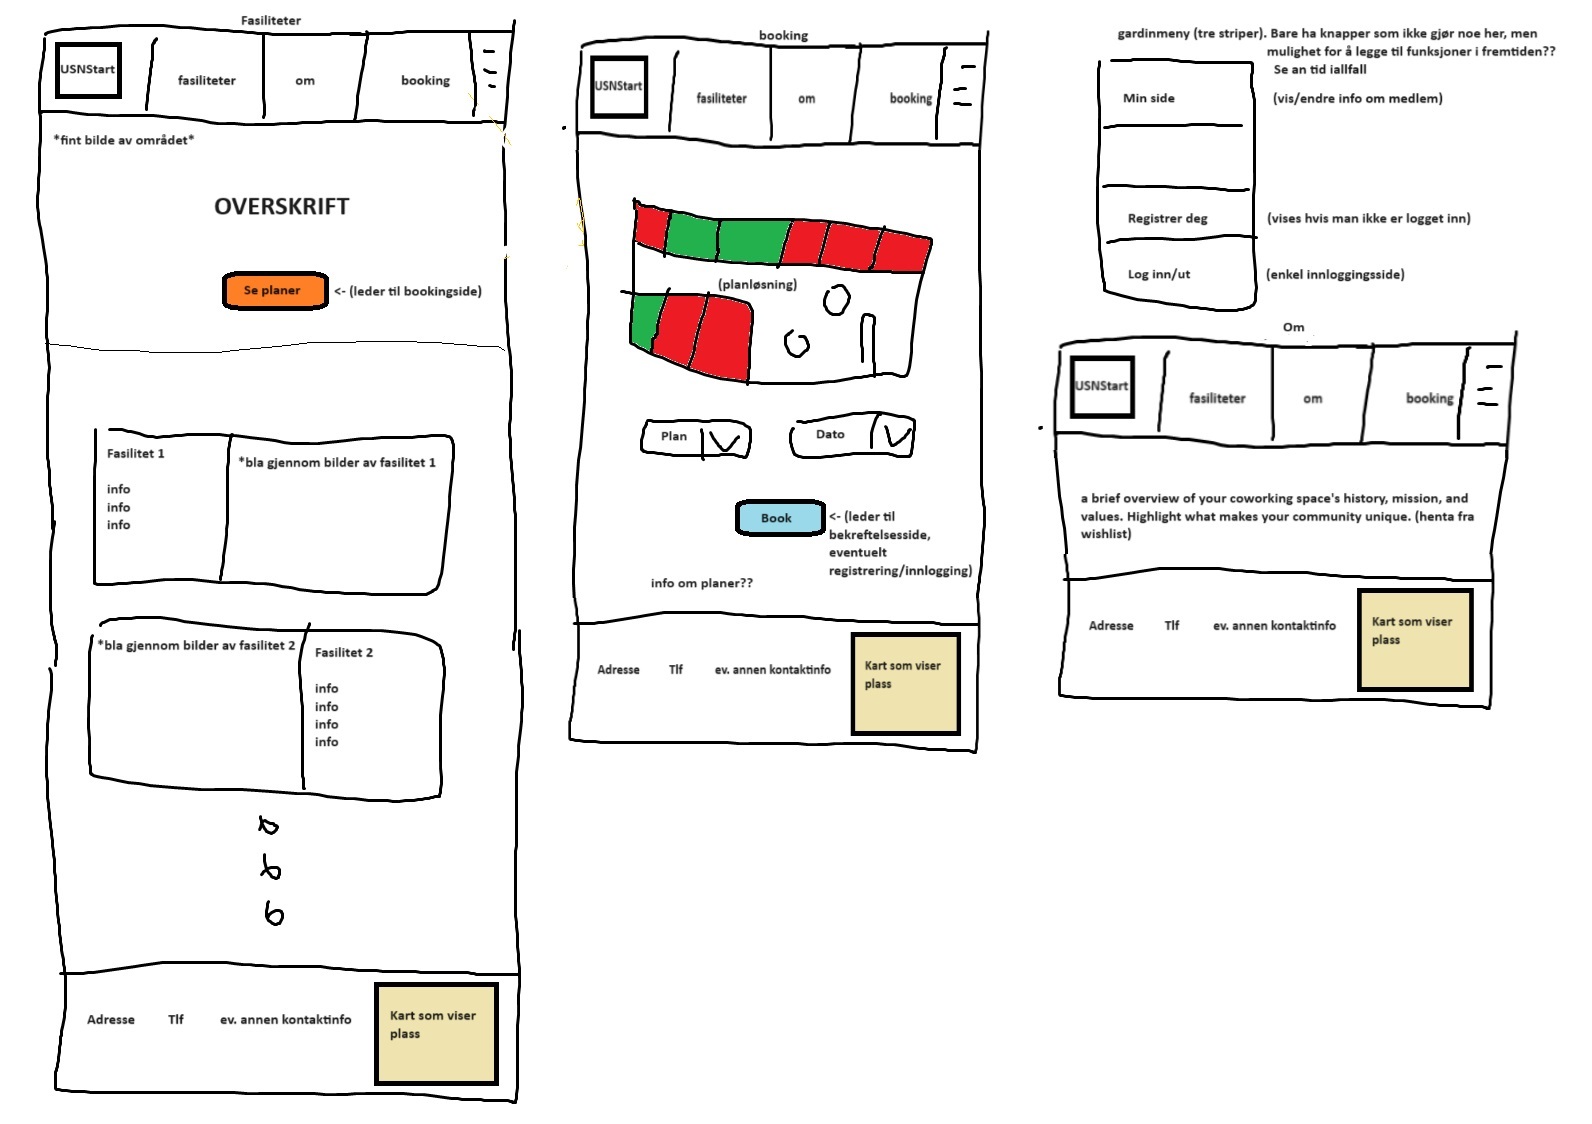 Fasiliteter
USNStart
fasiliteter
om
booking
*fint bilde av området*
OVERSKRIFT
Se planer
<- (leder til bookingside)
Fasilitet 1
info
info
info
*bla gjennom bilder av fasilitet 1
*bla gjennom bilder av fasilitet 2
Fasilitet 2
info
info
info
info
Adresse
Tlf
ev. annen kontaktinfo
Kart som viser
plass
booking
USNStart
fasiliteter
om
booking
(planløsning)
Plan
Dato
Book
<- (leder til
bekreftelsesside,
eventuelt
registrering/innlogging)
info om planer??
Adresse
Tlf
ev. annen kontaktinfo
Kart som viser
plass
gardinmeny (tre striper). Bare ha knapper som ikke gjør noe her, men
mulighet for å legge til funksjoner i fremtiden??
Se an tid iallfall
Min side
(vis/endre info om medlem)
Registrer deg
(vises hvis man ikke er logget inn)
Log inn/ut
(enkel innloggingsside)
Om
USNStart
fasiliteter
om
booking
a brief overview of your coworking space's history, mission, and
values. Highlight what makes your community unique. (henta fra
wishlist)
Adresse
Tlf
ev. annen kontaktinfo
Kart som viser
plass